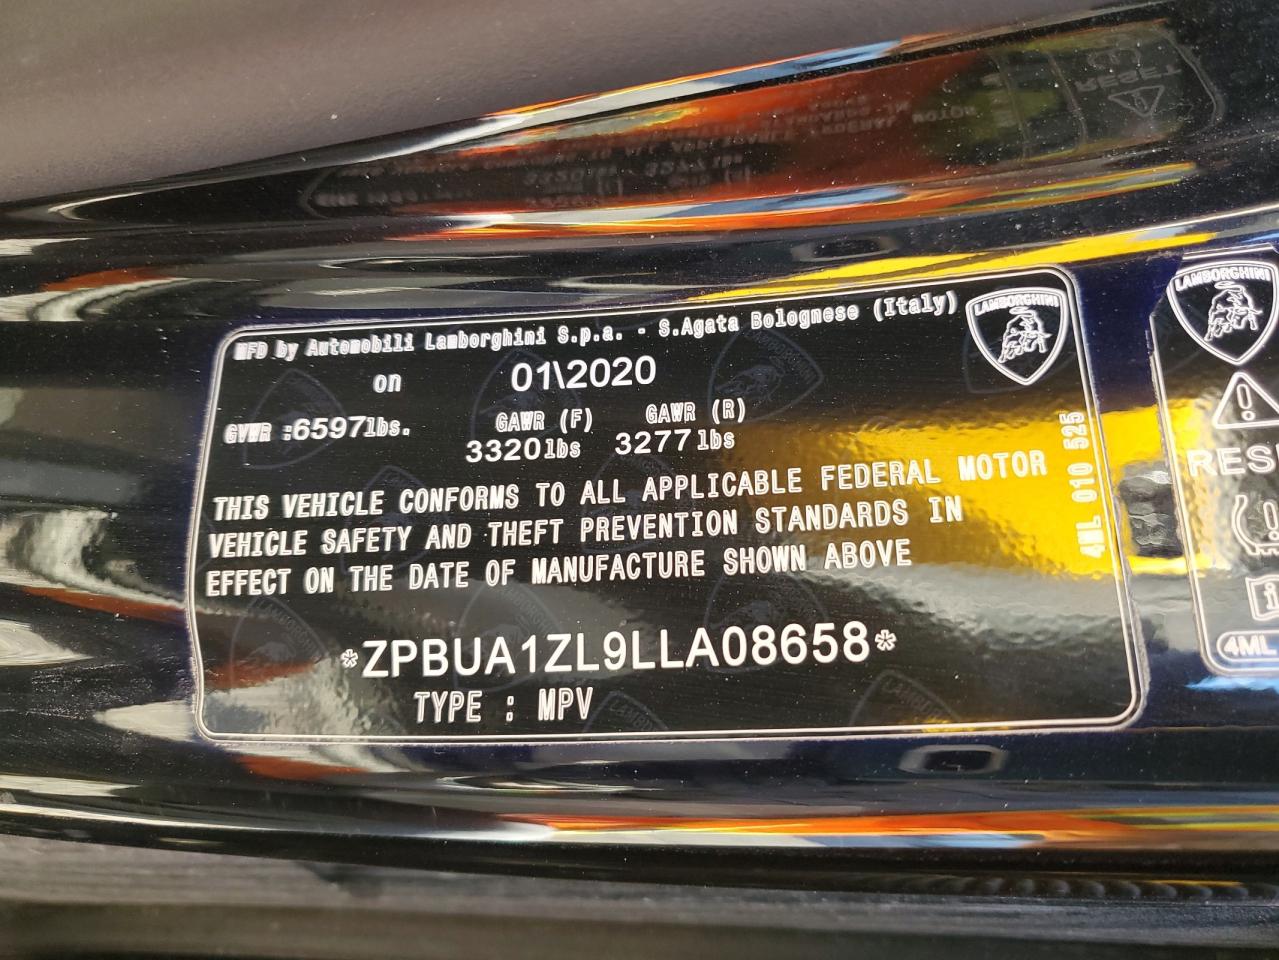 MFD by Automobili Lamborghini S.p.a. - S.Agata Bolognese (Italy)
LAMBORGHINI
on 01\2020
GVWR :6597lbs. GAWR (F) GAWR (R)
3320lbs 3277lbs
THIS VEHICLE CONFORMS TO ALL APPLICABLE FEDERAL MOTOR
VEHICLE SAFETY AND THEFT PREVENTION STANDARDS IN
EFFECT ON THE DATE OF MANUFACTURE SHOWN ABOVE
*ZPBUA1ZL9LLA08658*
TYPE : MPV
4ML 010 525
LAMBORGHINI
RES
4ML